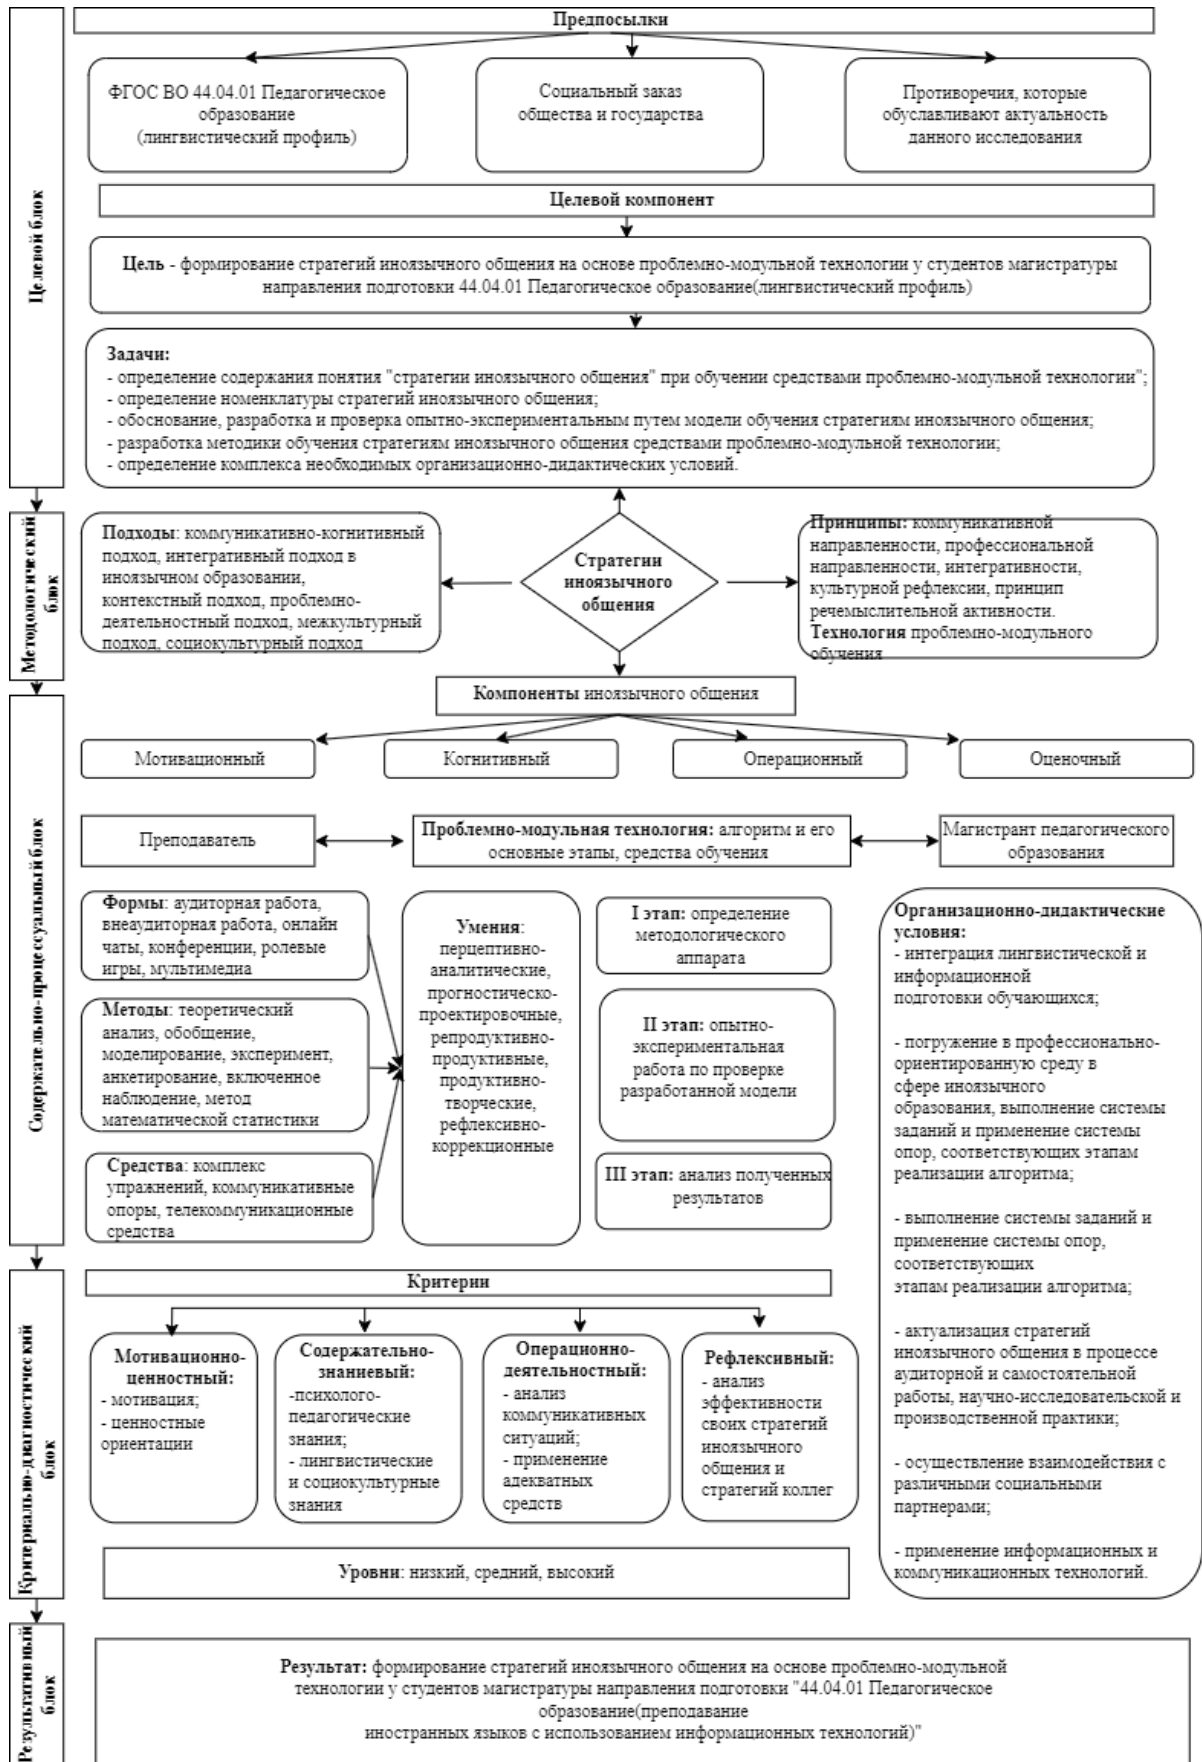 Предпосылки
ФГОС ВО 44.04.01 Педагогическое
образование
(лингвистический профиль)
Социальный заказ
общества и государства
Противоречия, которые
обуславливают актуальность
данного исследования
Целевой блок
Целевой компонент
Цель - формирование стратегий иноязычного общения на основе проблемно-модульной технологии у студентов магистратуры
направления подготовки 44.04.01 Педагогическое образование(лингвистический профиль)
Задачи:
- определение содержания понятия "стратегии иноязычного общения" при обучении средствами проблемно-модульной технологии";
- определение номенклатуры стратегий иноязычного общения;
- обоснование, разработка и проверка опытно-экспериментальным путем модели обучения стратегиям иноязычного общения;
- разработка методики обучения стратегиям иноязычного общения средствами проблемно-модульной технологии;
- определение комплекса необходимых организационно-дидактических условий.
Методологический
блок
Подходы: коммуникативно-когнитивный
подход, интегративный подход в
иноязычном образовании,
контекстный подход, проблемно-
деятельностный подход, межкультурный
подход, социокультурный подход
Стратегии
иноязычного
общения
Принципы: коммуникативной
направленности, профессиональной
направленности, интегративности,
культурной рефлексии, принцип
речемыслительной активности.
Технология проблемно-модульного
обучения
Содержательно-процессуальный блок
Компоненты иноязычного общения
Мотивационный
Когнитивный
Операционный
Оценочный
Преподаватель
Проблемно-модульная технология: алгоритм и его
основные этапы, средства обучения
Магистрант педагогического
образования
Формы: аудиторная работа,
внеаудиторная работа, онлайн
чаты, конференции, ролевые
игры, мультимедиа
Методы: теоретический
анализ, обобщение,
моделирование, эксперимент,
анкетирование, включенное
наблюдение, метод
математической статистики
Средства: комплекс
упражнений, коммуникативные
опоры, телекоммуникационные
средства
Умения:
перцептивно-
аналитические,
прогностическо-
проектировочные,
репродуктивно-
продуктивные,
продуктивно-
творческие,
рефлексивно-
коррекционные
I этап: определение
методологического
аппарата
II этап: опытно-
экспериментальная
работа по проверке
разработанной модели
III этап: анализ полученных
результатов
Организационно-дидактические
условия:
- интеграция лингвистической и
информационной
подготовки обучающихся;
- погружение в профессионально-
ориентированную среду в
сфере иноязычного
образования, выполнение системы
заданий и применение системы
опор, соответствующих этапам
реализации алгоритма;
- выполнение системы заданий и
применение системы опор,
соответствующих
этапам реализации алгоритма;
- актуализация стратегий
иноязычного общения в процессе
аудиторной и самостоятельной
работы, научно-исследовательской и
производственной практики;
- осуществление взаимодействия с
различными социальными
партнерами;
- применение информационных и
коммуникационных технологий.
Критериально-диагностический
блок
Критерии
Мотивационно-
ценностный:
- мотивация;
- ценностные
ориентации
Содержательно-
знаниевый:
-психолого-
педагогические
знания;
- лингвистические
и социокультурные
знания
Операционно-
деятельностный:
- анализ
коммуникативных
ситуаций;
- применение
адекватных
средств
Рефлексивный:
- анализ
эффективности
своих стратегий
иноязычного
общения и
стратегий коллег
Уровни: низкий, средний, высокий
Результативный
блок
Результат: формирование стратегий иноязычного общения на основе проблемно-модульной
технологии у студентов магистратуры направления подготовки "44.04.01 Педагогическое
образование(преподавание
иностранных языков с использованием информационных технологий)"